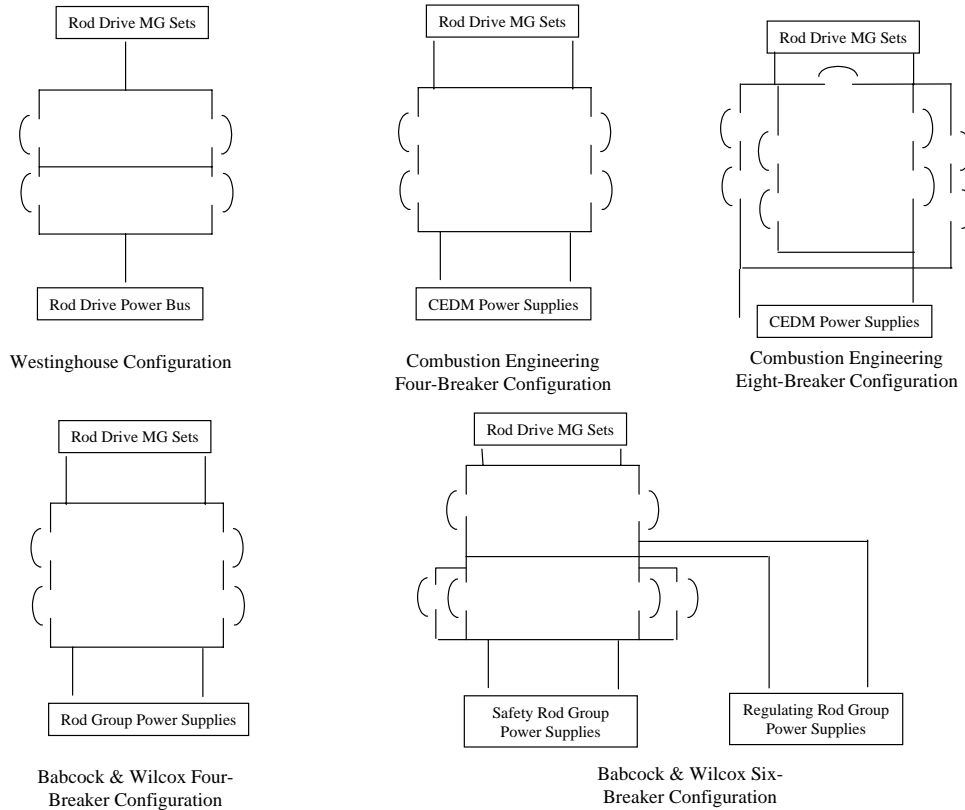 Rod Drive MG Sets
Rod Drive Power Bus
Westinghouse Configuration
Rod Drive MG Sets
CEDM Power Supplies
Combustion Engineering
Four-Breaker Configuration
Rod Drive MG Sets
CEDM Power Supplies
Combustion Engineering
Eight-Breaker Configuration
Rod Drive MG Sets
Rod Group Power Supplies
Babcock & Wilcox Four-
Breaker Configuration
Rod Drive MG Sets
Safety Rod Group
Power Supplies
Regulating Rod Group
Power Supplies
Babcock & Wilcox Six-
Breaker Configuration